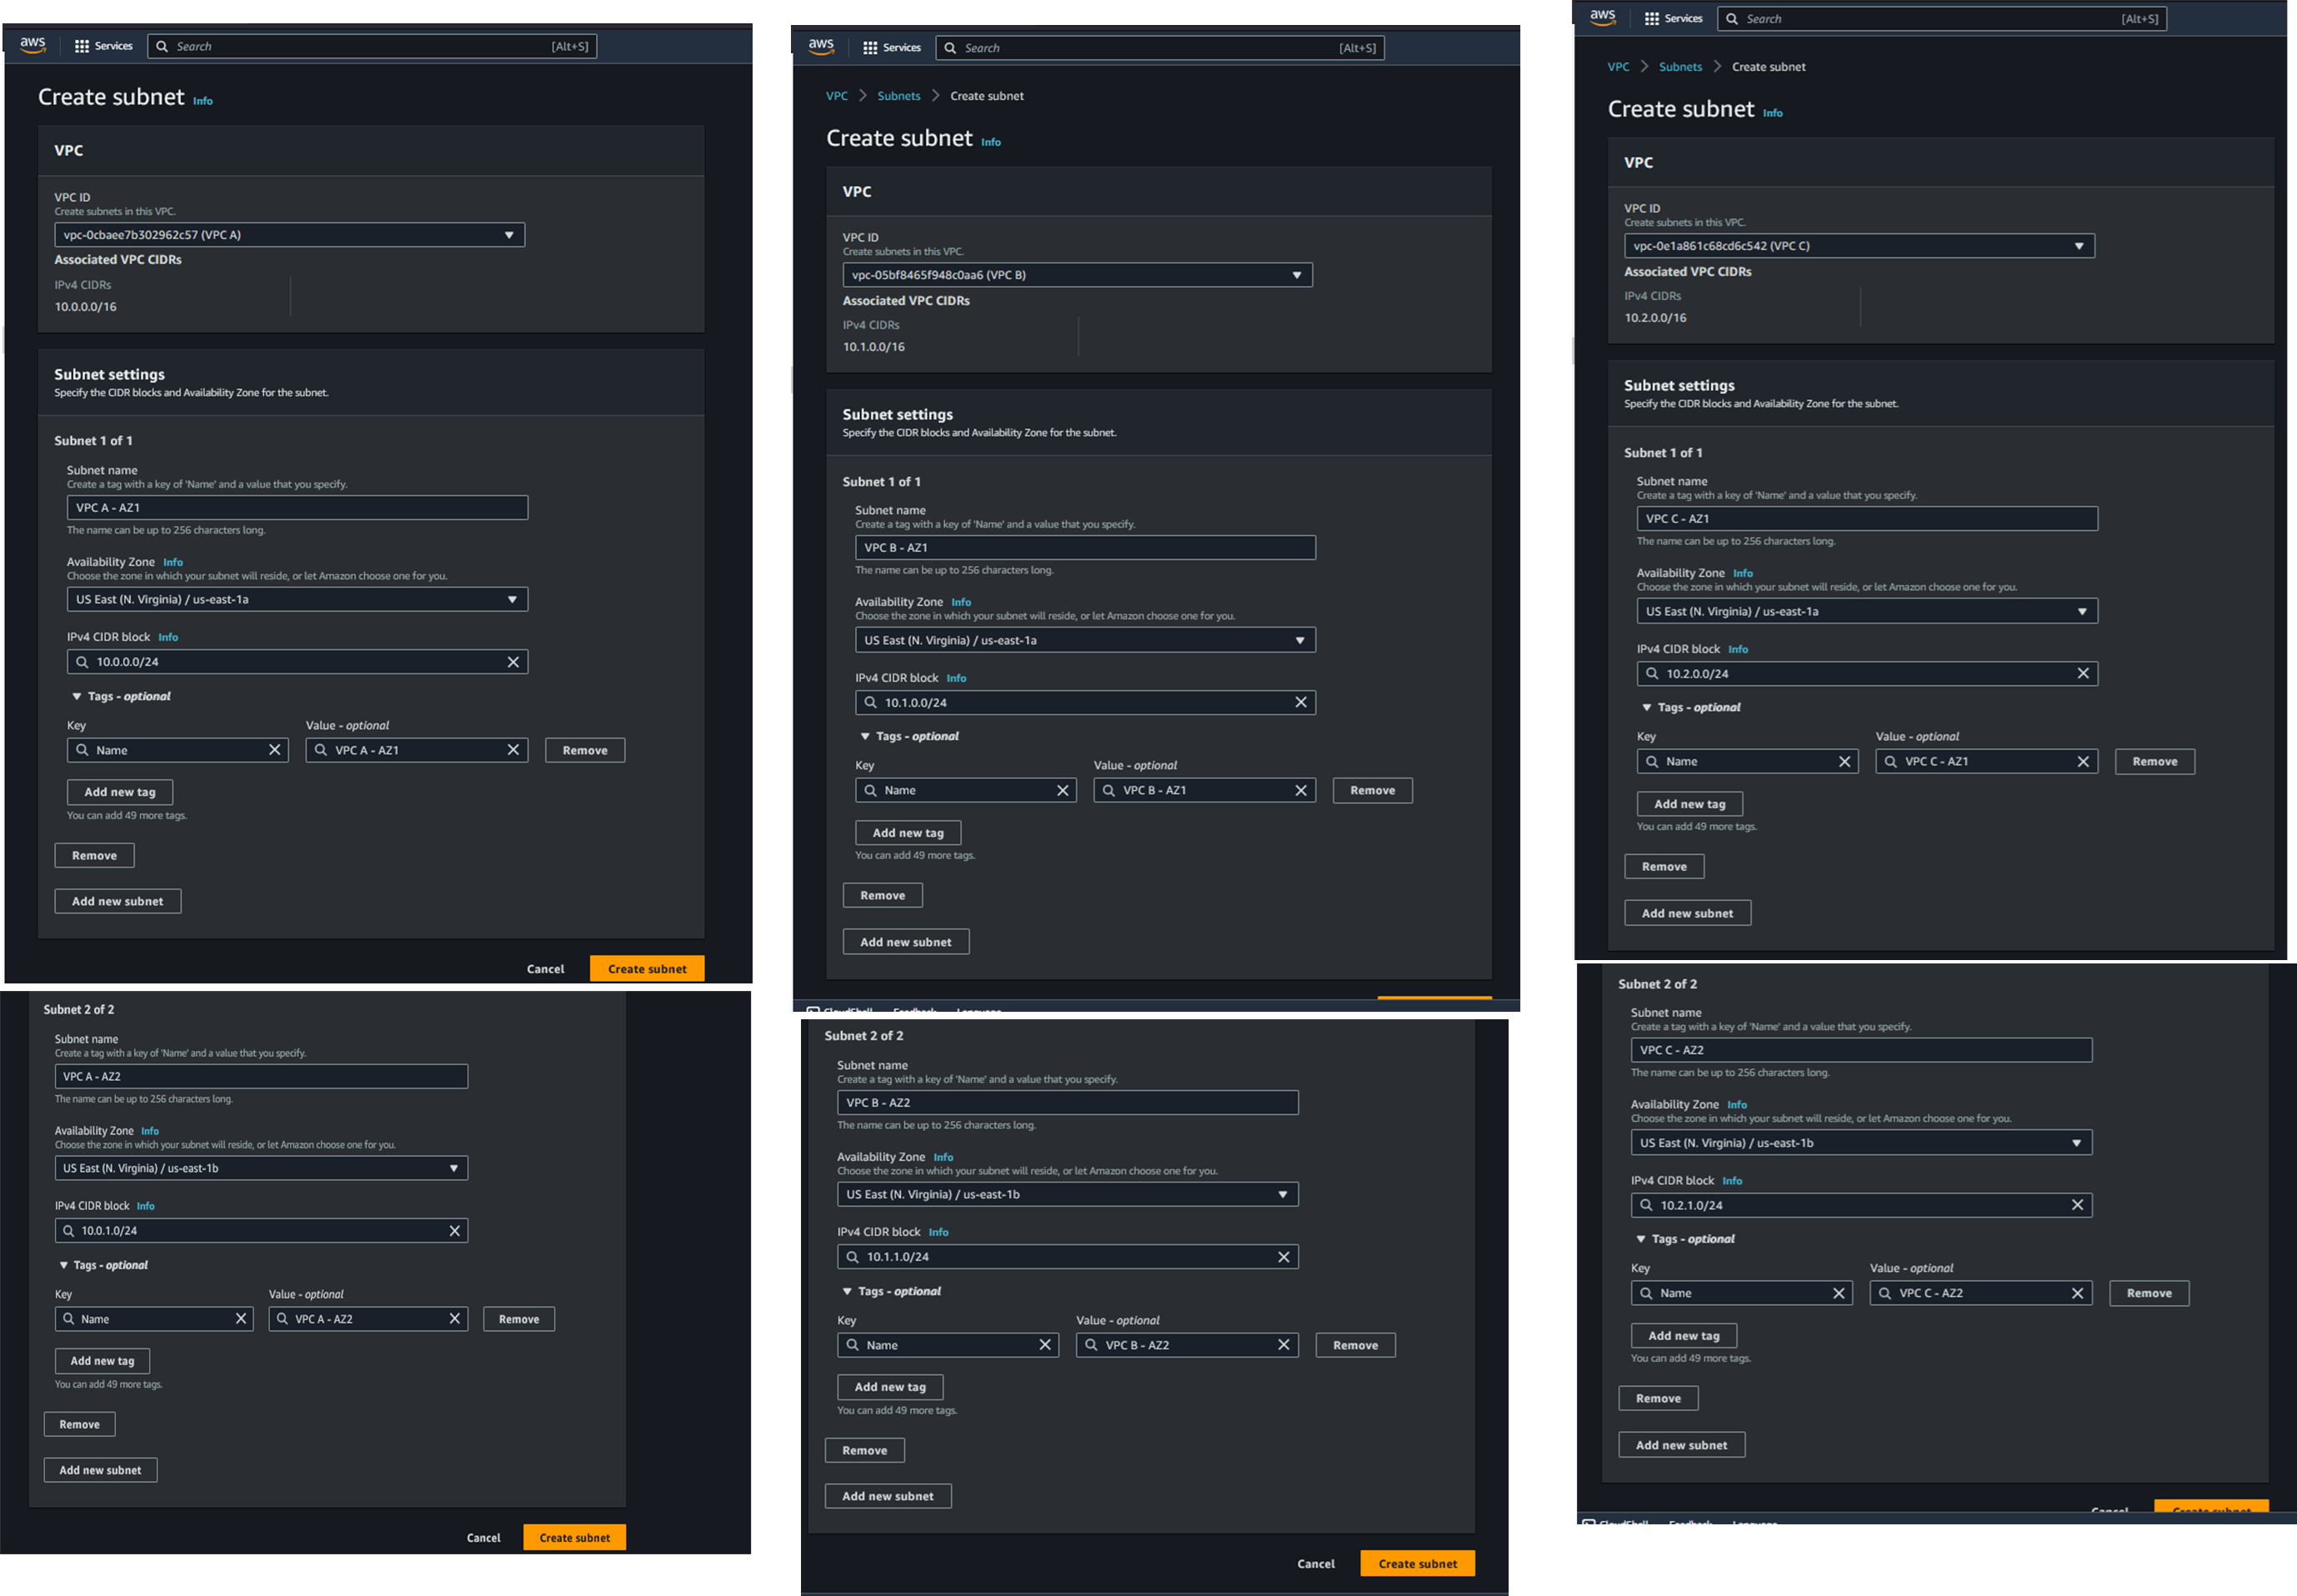 aws
Services
Search
[Alt+S]
Create subnet Info
VPC
VPC ID
Create subnets in this VPC.
vpc-0cbaee7b302962c57 (VPC A)
Associated VPC CIDRs
IPv4 CIDRs
10.0.0.0/16
Subnet settings
Specify the CIDR blocks and Availability Zone for the subnet.
Subnet 1 of 1
Subnet name
Create a tag with a key of 'Name' and a value that you specify.
VPC A - AZ1
The name can be up to 256 characters long.
Availability Zone Info
Choose the zone in which your subnet will reside, or let Amazon choose one for you.
US East (N. Virginia) / us-east-1a
IPv4 CIDR block Info
10.0.0.0/24
Tags - optional
Key
Value - optional
Name
VPC A - AZ1
Remove
Add new tag
You can add 49 more tags.
Remove
Add new subnet
Cancel
Create subnet
Subnet 2 of 2
Subnet name
Create a tag with a key of 'Name' and a value that you specify.
VPC A - AZ2
The name can be up to 256 characters long.
Availability Zone Info
Choose the zone in which your subnet will reside, or let Amazon choose one for you.
US East (N. Virginia) / us-east-1b
IPv4 CIDR block Info
10.0.1.0/24
Tags - optional
Key
Value - optional
Name
VPC A - AZ2
Remove
Add new tag
You can add 49 more tags.
Remove
Add new subnet
Cancel
Create subnet
aws
Services
Search
[Alt+S]
VPC > Subnets > Create subnet
Create subnet Info
VPC
VPC ID
Create subnets in this VPC.
vpc-05bf8465f948c0aa6 (VPC B)
Associated VPC CIDRs
IPv4 CIDRs
10.1.0.0/16
Subnet settings
Specify the CIDR blocks and Availability Zone for the subnet.
Subnet 1 of 1
Subnet name
Create a tag with a key of 'Name' and a value that you specify.
VPC B - AZ1
The name can be up to 256 characters long.
Availability Zone Info
Choose the zone in which your subnet will reside, or let Amazon choose one for you.
US East (N. Virginia) / us-east-1a
IPv4 CIDR block Info
10.1.0.0/24
Tags - optional
Key
Value - optional
Name
VPC B - AZ1
Remove
Add new tag
You can add 49 more tags.
Remove
Add new subnet
CloudShell
Feedback
Language
Subnet 2 of 2
Subnet name
Create a tag with a key of 'Name' and a value that you specify.
VPC B - AZ2
The name can be up to 256 characters long.
Availability Zone Info
Choose the zone in which your subnet will reside, or let Amazon choose one for you.
US East (N. Virginia) / us-east-1b
IPv4 CIDR block Info
10.1.1.0/24
Tags - optional
Key
Value - optional
Name
VPC B - AZ2
Remove
Add new tag
You can add 49 more tags.
Remove
Add new subnet
Cancel
Create subnet
aws
Services
Search
[Alt+S]
VPC > Subnets > Create subnet
Create subnet Info
VPC
VPC ID
Create subnets in this VPC.
vpc-0e1a861c68cd6c542 (VPC C)
Associated VPC CIDRs
IPv4 CIDRs
10.2.0.0/16
Subnet settings
Specify the CIDR blocks and Availability Zone for the subnet.
Subnet 1 of 1
Subnet name
Create a tag with a key of 'Name' and a value that you specify.
VPC C - AZ1
The name can be up to 256 characters long.
Availability Zone Info
Choose the zone in which your subnet will reside, or let Amazon choose one for you.
US East (N. Virginia) / us-east-1a
IPv4 CIDR block Info
10.2.0.0/24
Tags - optional
Key
Value - optional
Name
VPC C - AZ1
Remove
Add new tag
You can add 49 more tags.
Remove
Add new subnet
Subnet 2 of 2
Subnet name
Create a tag with a key of 'Name' and a value that you specify.
VPC C - AZ2
The name can be up to 256 characters long.
Availability Zone Info
Choose the zone in which your subnet will reside, or let Amazon choose one for you.
US East (N. Virginia) / us-east-1b
IPv4 CIDR block Info
10.2.1.0/24
Tags - optional
Key
Value - optional
Name
VPC C - AZ2
Remove
Add new tag
You can add 49 more tags.
Remove
Add new subnet
Cancel
Create subnet
CloudShell
Feedback
Language